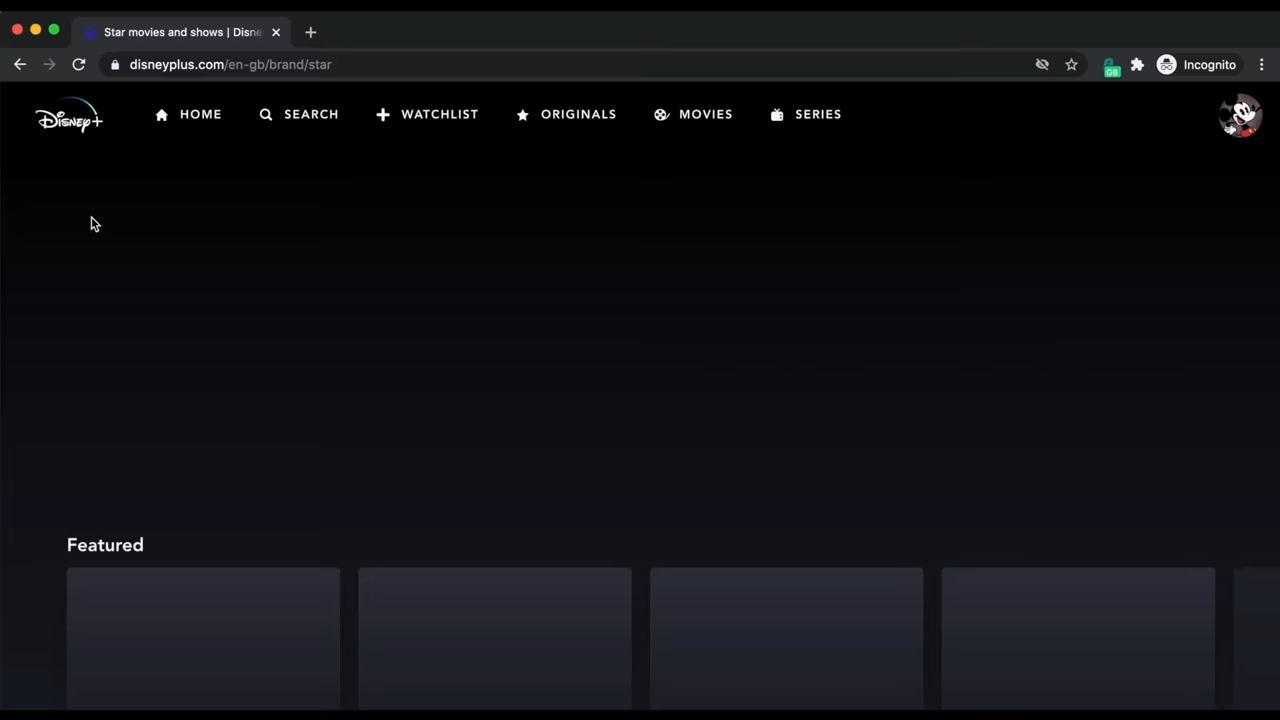 Star movies and shows | Disne
disneyplus.com/en-gb/brand/star
GB
Incognito
Disney+
HOME
SEARCH
WATCHLIST
ORIGINALS
MOVIES
SERIES
Featured